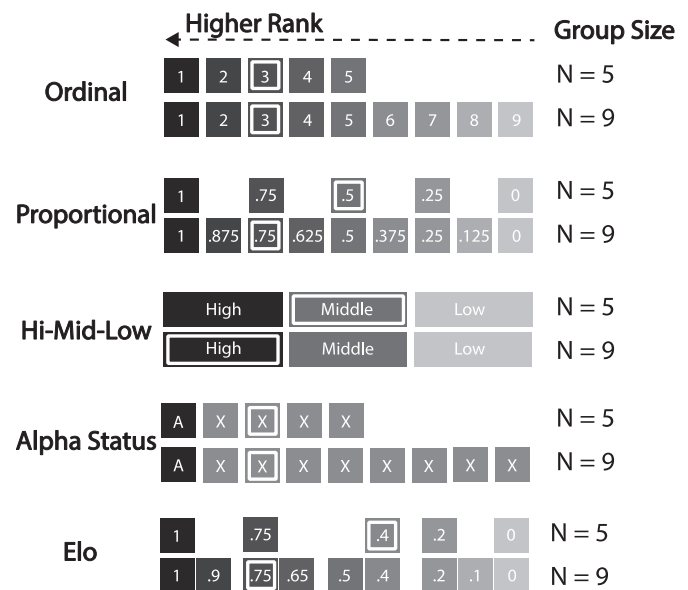 Higher Rank Group Size
Ordinal
1 2 3 4 5 N = 5
1 2 3 4 5 6 7 8 9 N = 9
Proportional
1 .75 .5 .25 0 N = 5
1 .875 .75 .625 .5 .375 .25 .125 0 N = 9
Hi-Mid-Low
High Middle Low N = 5
High Middle Low N = 9
Alpha Status
A X X X X N = 5
A X X X X X X X X N = 9
Elo
1 .75 .4 .2 0 N = 5
1 .9 .75 .65 .5 .4 .2 .1 0 N = 9